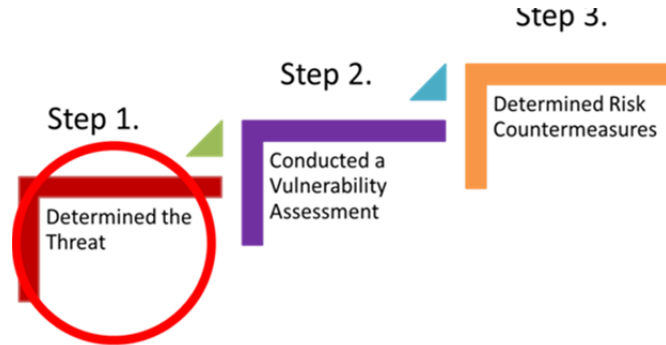 Step 1.
Determined the
Threat
Step 2.
Conducted a
Vulnerability
Assessment
Step 3.
Determined Risk
Countermeasures